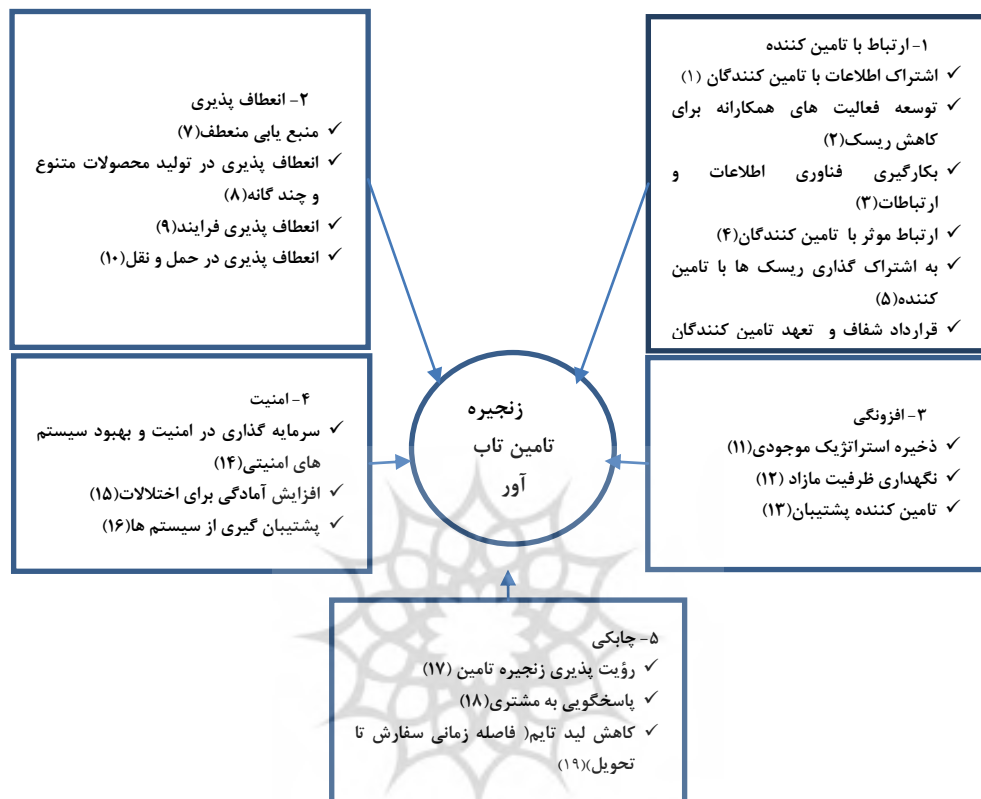 ۱- ارتباط با تامین کننده
✓ اشتراک اطلاعات با تامین کنندگان (۱)
✓ توسعه فعالیت های همکارانه برای
کاهش ریسک(۲)
✓ بکارگیری فناوری اطلاعات و
ارتباطات(۳)
✓ ارتباط موثر با تامین کنندگان(۴)
✓ به اشتراک گذاری ریسک ها با تامین
کننده(۵)
✓ قرارداد شفاف و تعهد تامین کنندگان
۲- انعطاف پذیری
✓ منبع یابی منعطف(۷)
✓ انعطاف پذیری در تولید محصولات متنوع
و چند گانه(۸)
✓ انعطاف پذیری فرایند(۹)
✓ انعطاف پذیری در حمل و نقل(۱۰)
زنجیره
تامین تاب
آور
۳- افزونگی
✓ ذخیره استراتژیک موجودی(۱۱)
✓ نگهداری ظرفیت مازاد (۱۲)
✓ تامین کننده پشتیبان(۱۳)
۴- امنیت
✓ سرمایه گذاری در امنیت و بهبود سیستم
های امنیتی(۱۴)
✓ افزایش آمادگی برای اختلالات(۱۵)
✓ پشتیبان گیری از سیستم ها(۱۶)
۵- چابکی
✓ رؤیت پذیری زنجیره تامین (۱۷)
✓ پاسخگویی به مشتری(۱۸)
✓ کاهش لید تایم( فاصله زمانی سفارش تا
تحویل)(۱۹)